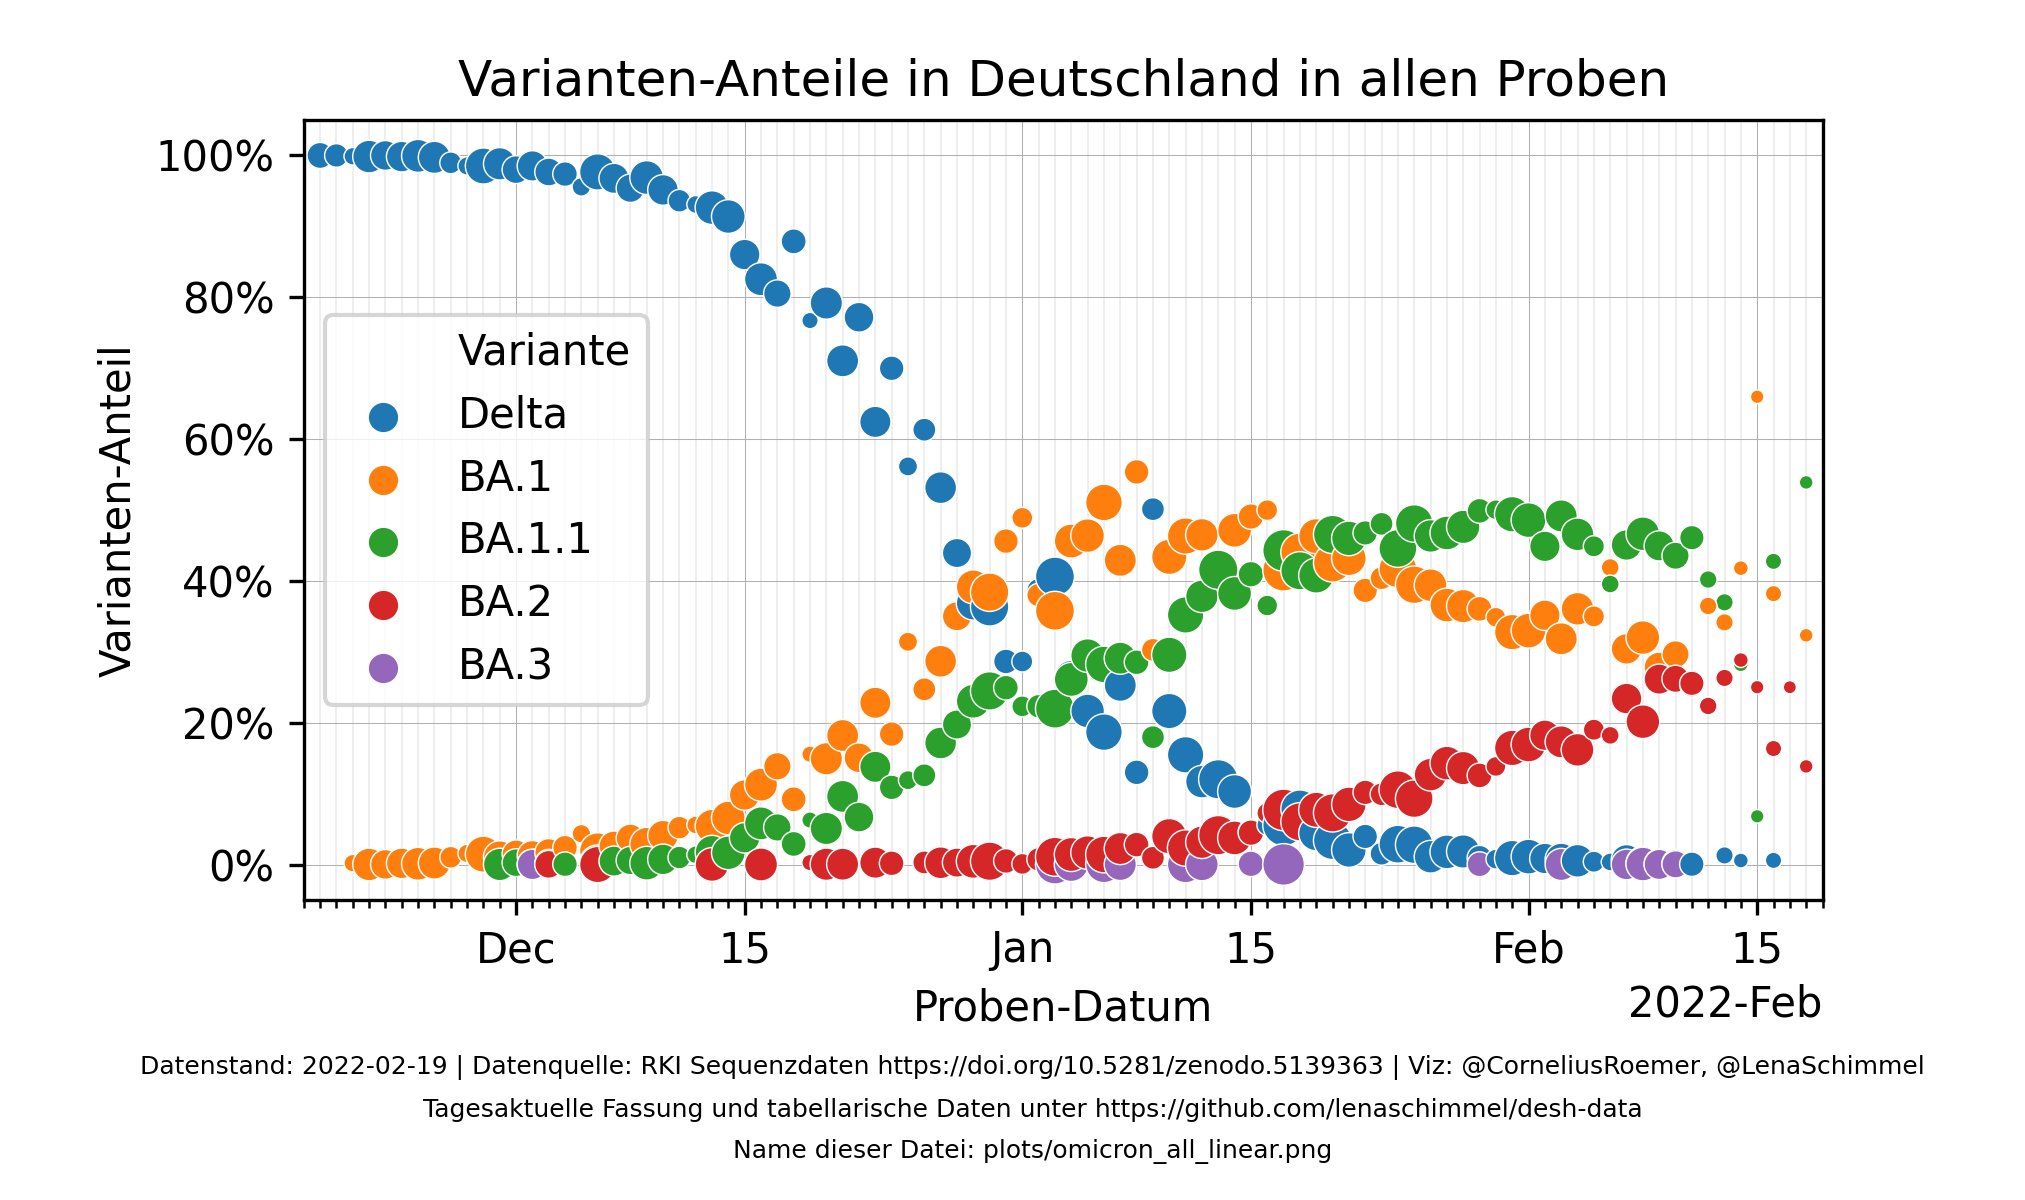 Varianten-Anteile in Deutschland in allen Proben
100%
80%
60%
40%
20%
0%
Varianten-Anteil
Variante
Delta
BA.1
BA.1.1
BA.2
BA.3
Dec
15
Jan
15
Feb
15
Proben-Datum
2022-Feb
Datenstand: 2022-02-19 | Datenquelle: RKI Sequenzdaten https://doi.org/10.5281/zenodo.5139363 | Viz: @CorneliusRoemer, @LenaSchimmel
Tagesaktuelle Fassung und tabellarische Daten unter https://github.com/lenaschimmel/desh-data
Name dieser Datei: plots/omicron_all_linear.png